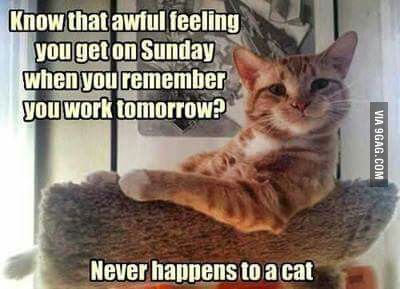 Know that awful feeling
you get on Sunday
when you remember
you work tomorrow?
VIA 9GAG.COM
Never happens to a cat